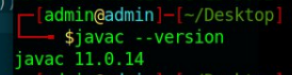 ┌─[admin@admin]─[~/Desktop]
└──╼ $javac --version
javac 11.0.14